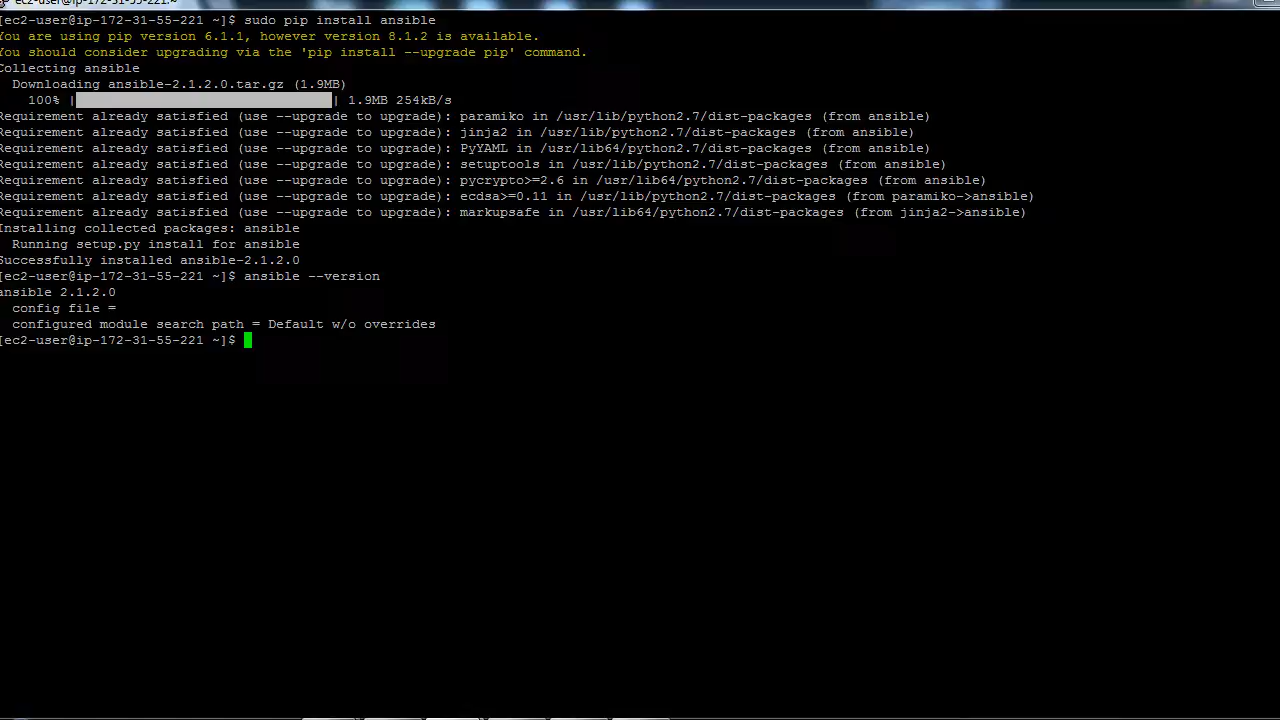 ec2-user@ip-172-31-55-221:~
[ec2-user@ip-172-31-55-221 ~]$ sudo pip install ansible
You are using pip version 6.1.1, however version 8.1.2 is available.
You should consider upgrading via the 'pip install --upgrade pip' command.
Collecting ansible
  Downloading ansible-2.1.2.0.tar.gz (1.9MB)
    100% |                                | 1.9MB 254kB/s
Requirement already satisfied (use --upgrade to upgrade): paramiko in /usr/lib/python2.7/dist-packages (from ansible)
Requirement already satisfied (use --upgrade to upgrade): jinja2 in /usr/lib/python2.7/dist-packages (from ansible)
Requirement already satisfied (use --upgrade to upgrade): PyYAML in /usr/lib64/python2.7/dist-packages (from ansible)
Requirement already satisfied (use --upgrade to upgrade): setuptools in /usr/lib/python2.7/dist-packages (from ansible)
Requirement already satisfied (use --upgrade to upgrade): pycrypto>=2.6 in /usr/lib64/python2.7/dist-packages (from ansible)
Requirement already satisfied (use --upgrade to upgrade): ecdsa>=0.11 in /usr/lib/python2.7/dist-packages (from paramiko->ansible)
Requirement already satisfied (use --upgrade to upgrade): markupsafe in /usr/lib64/python2.7/dist-packages (from jinja2->ansible)
Installing collected packages: ansible
  Running setup.py install for ansible
Successfully installed ansible-2.1.2.0
[ec2-user@ip-172-31-55-221 ~]$ ansible --version
ansible 2.1.2.0
  config file =
  configured module search path = Default w/o overrides
[ec2-user@ip-172-31-55-221 ~]$